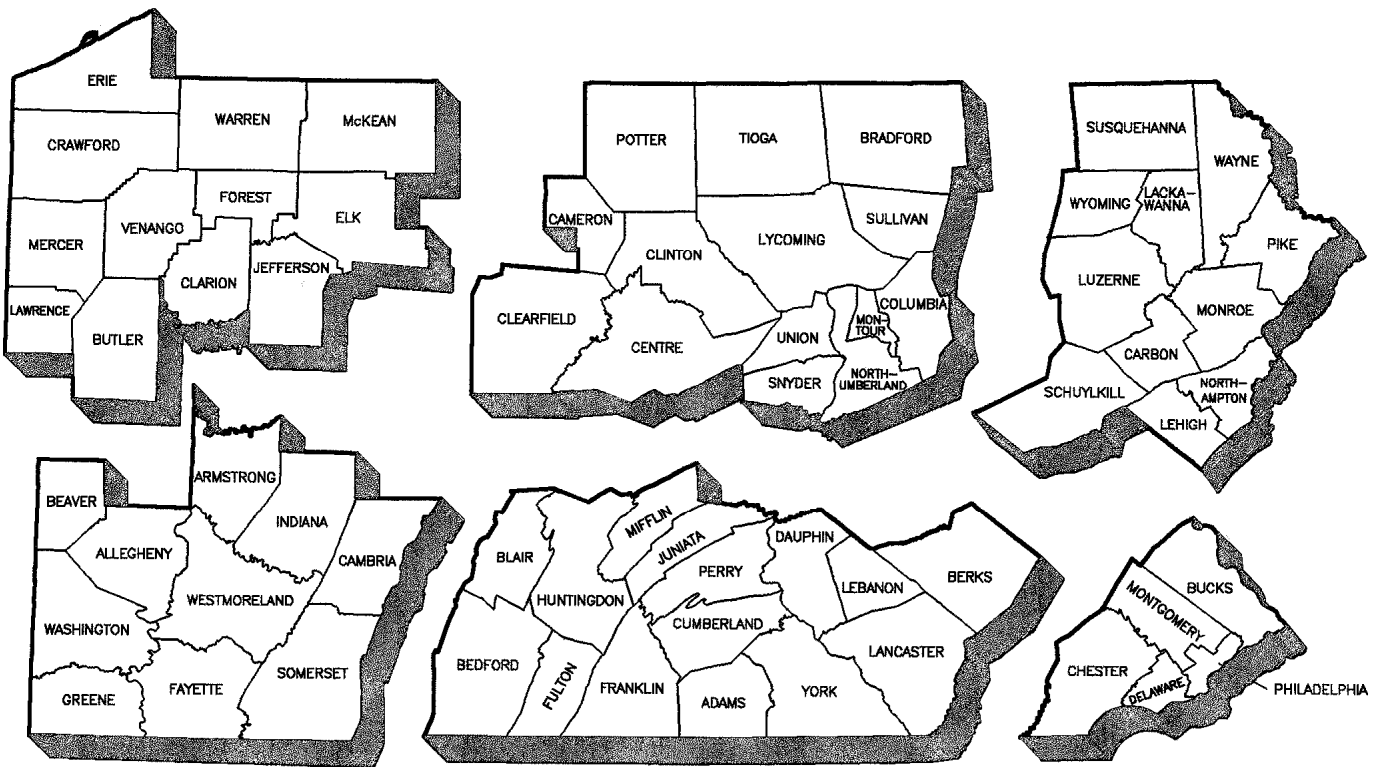 ERIE
WARREN
McKEAN
CRAWFORD
FOREST
ELK
VENANGO
MERCER
JEFFERSON
CLARION
LAWRENCE
BUTLER
POTTER
TIOGA
BRADFORD
CAMERON
SULLIVAN
LYCOMING
CLINTON
COLUMBIA
CLEARFIELD
MON-
TOUR
UNION
CENTRE
SNYDER
NORTH-
UMBERLAND
SUSQUEHANNA
WAYNE
LACKA-
WANNA
WYOMING
PIKE
LUZERNE
MONROE
CARBON
SCHUYLKILL
NORTH-
AMPTON
LEHIGH
ARMSTRONG
BEAVER
INDIANA
ALLEGHENY
CAMBRIA
WESTMORELAND
WASHINGTON
SOMERSET
FAYETTE
GREENE
MIFFLIN
DAUPHIN
JUNIATA
BLAIR
PERRY
BERKS
LEBANON
HUNTINGDON
CUMBERLAND
LANCASTER
BEDFORD
FULTON
FRANKLIN
YORK
ADAMS
BUCKS
MONTGOMERY
CHESTER
DELAWARE
PHILADELPHIA